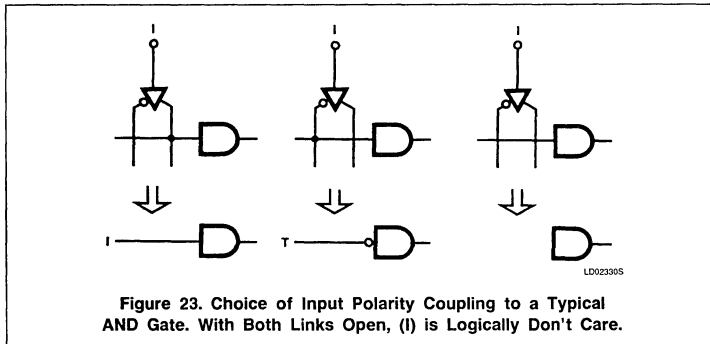 I I I
I T
LD02330S
Figure 23. Choice of Input Polarity Coupling to a Typical
AND Gate. With Both Links Open, (I) is Logically Don't Care.